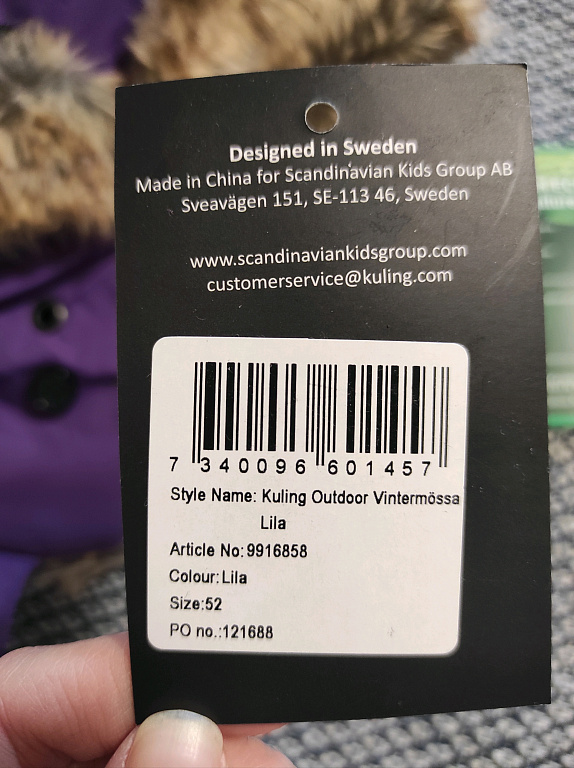 Designed in Sweden
Made in China for Scandinavian Kids Group AB
Sveavägen 151, SE-113 46, Sweden
www.scandinaviankidsgroup.com
customerservice@kuling.com
7 340096 601457
Style Name: Kuling Outdoor Vintermössa
Lila
Article No:9916858
Colour:Lila
Size:52
PO no.:121688